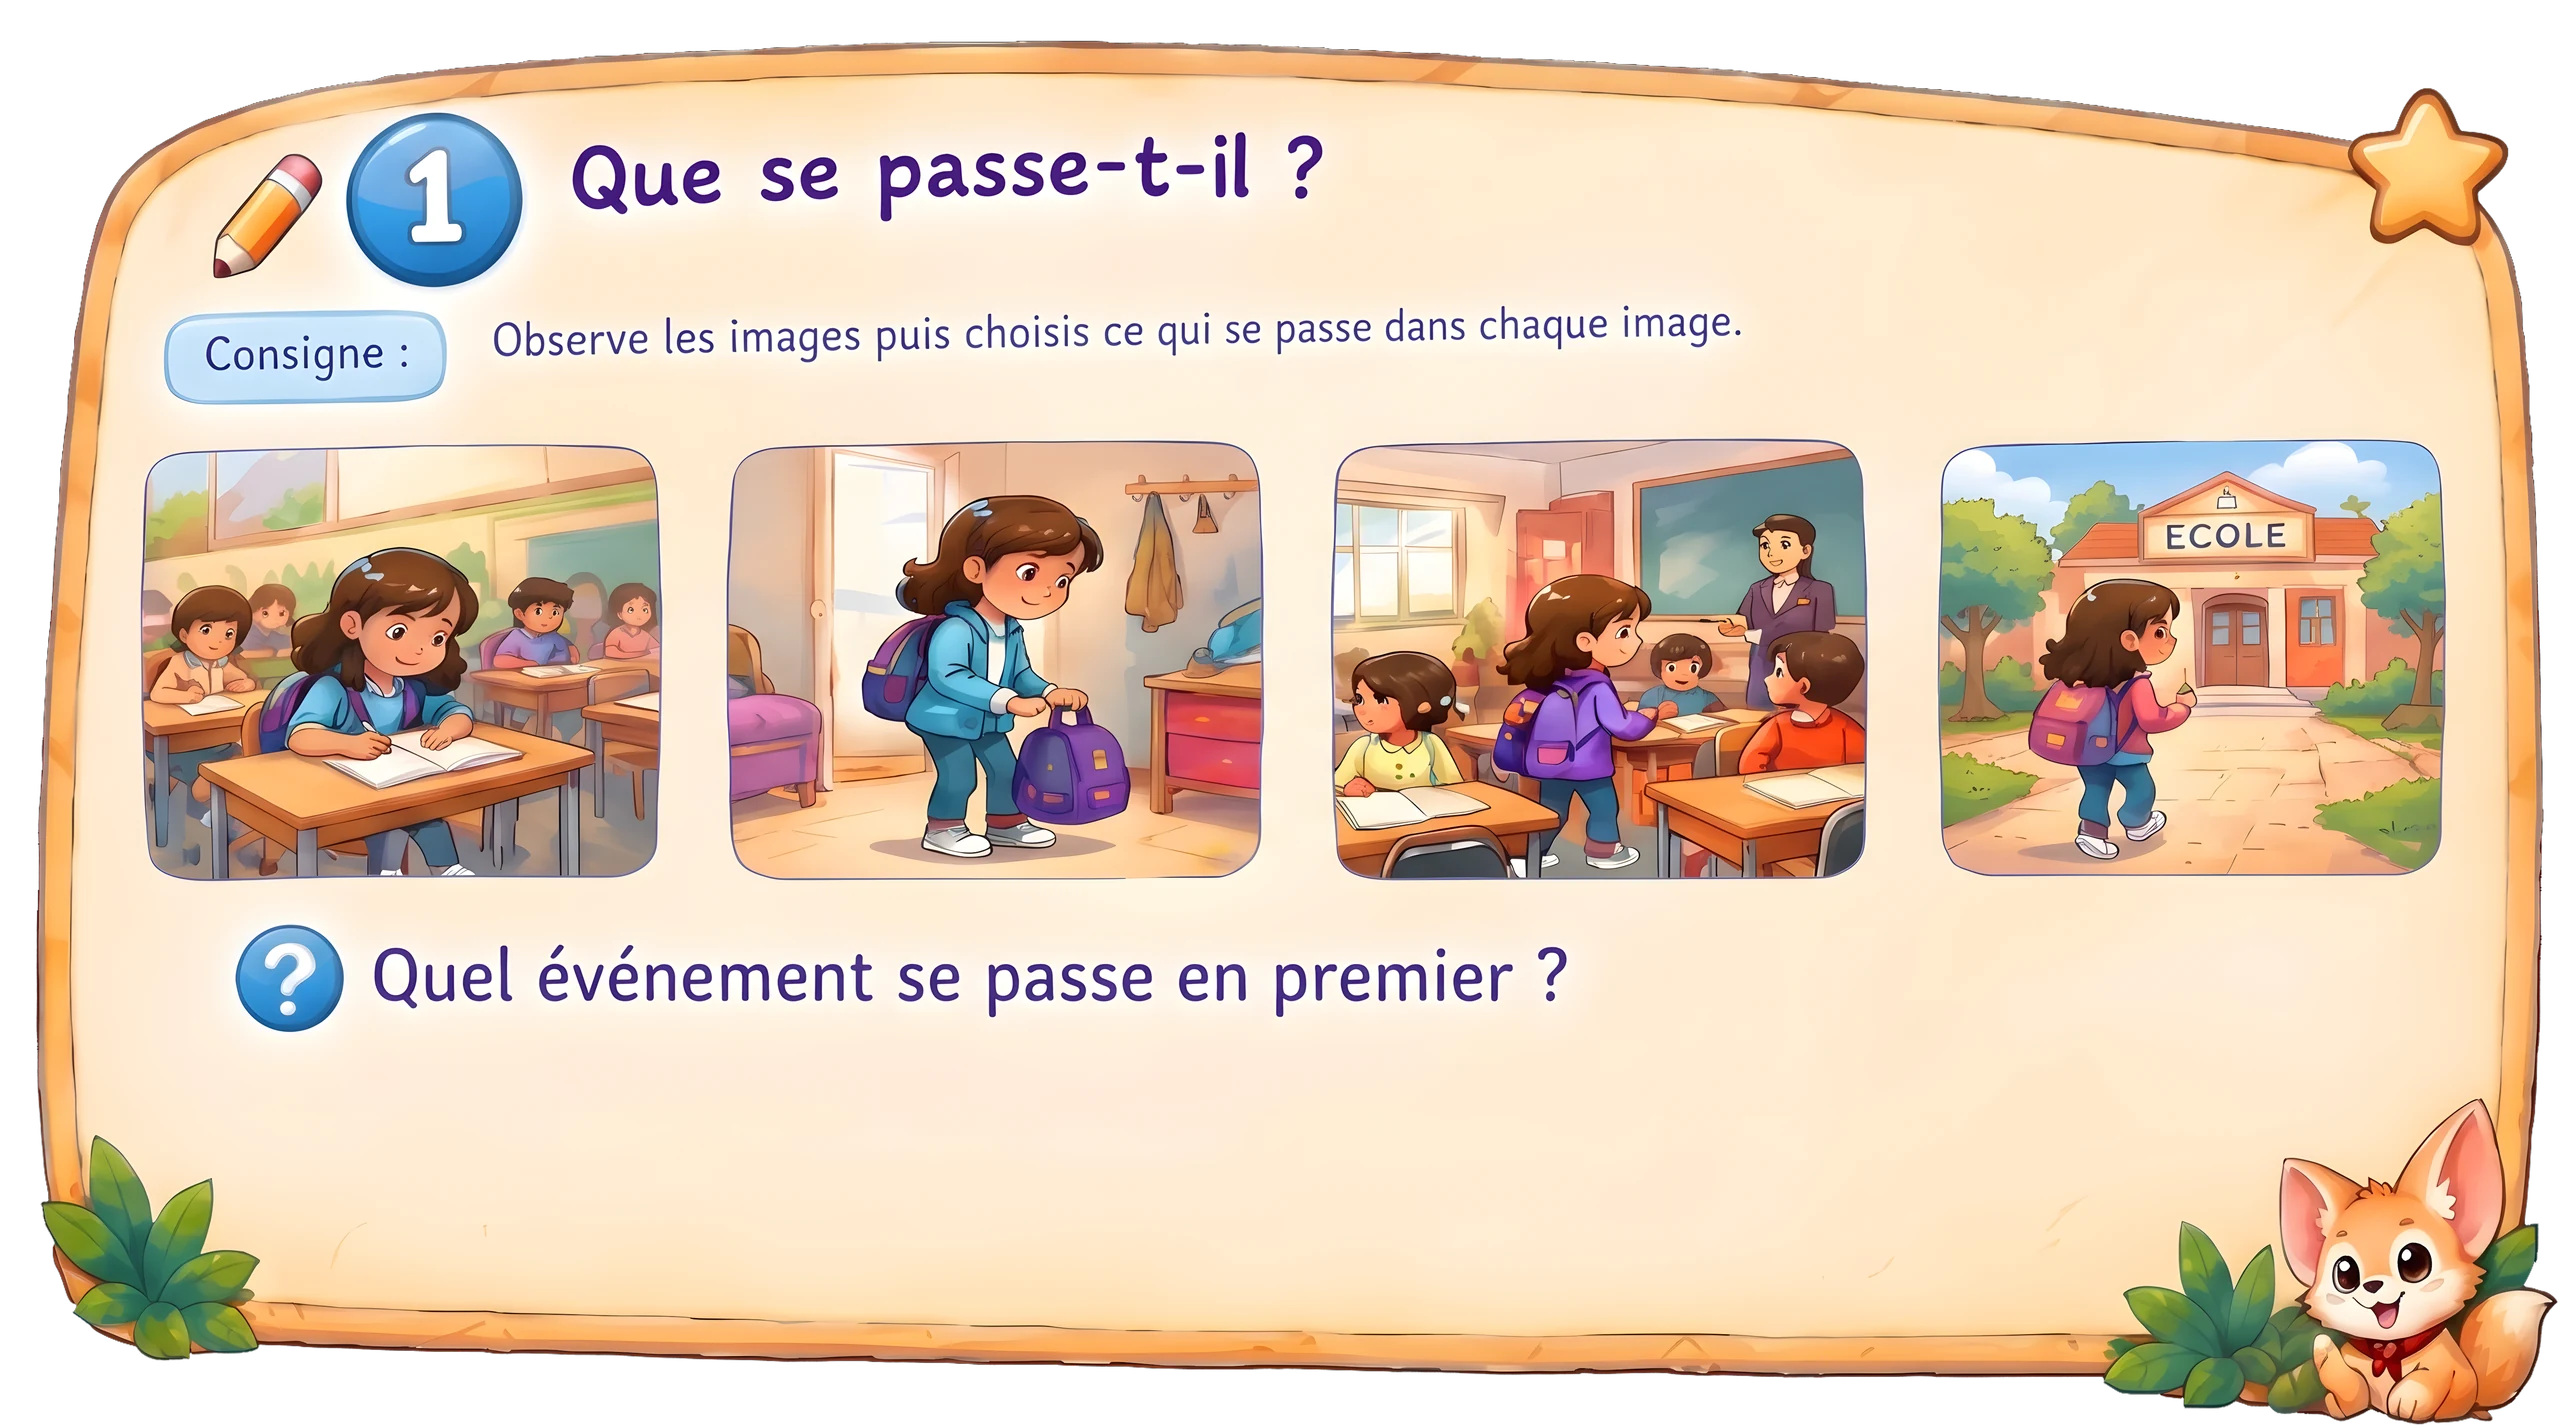 1 Que se passe-t-il ?
Consigne : Observe les images puis choisis ce qui se passe dans chaque image.
ECOLE
? Quel événement se passe en premier ?